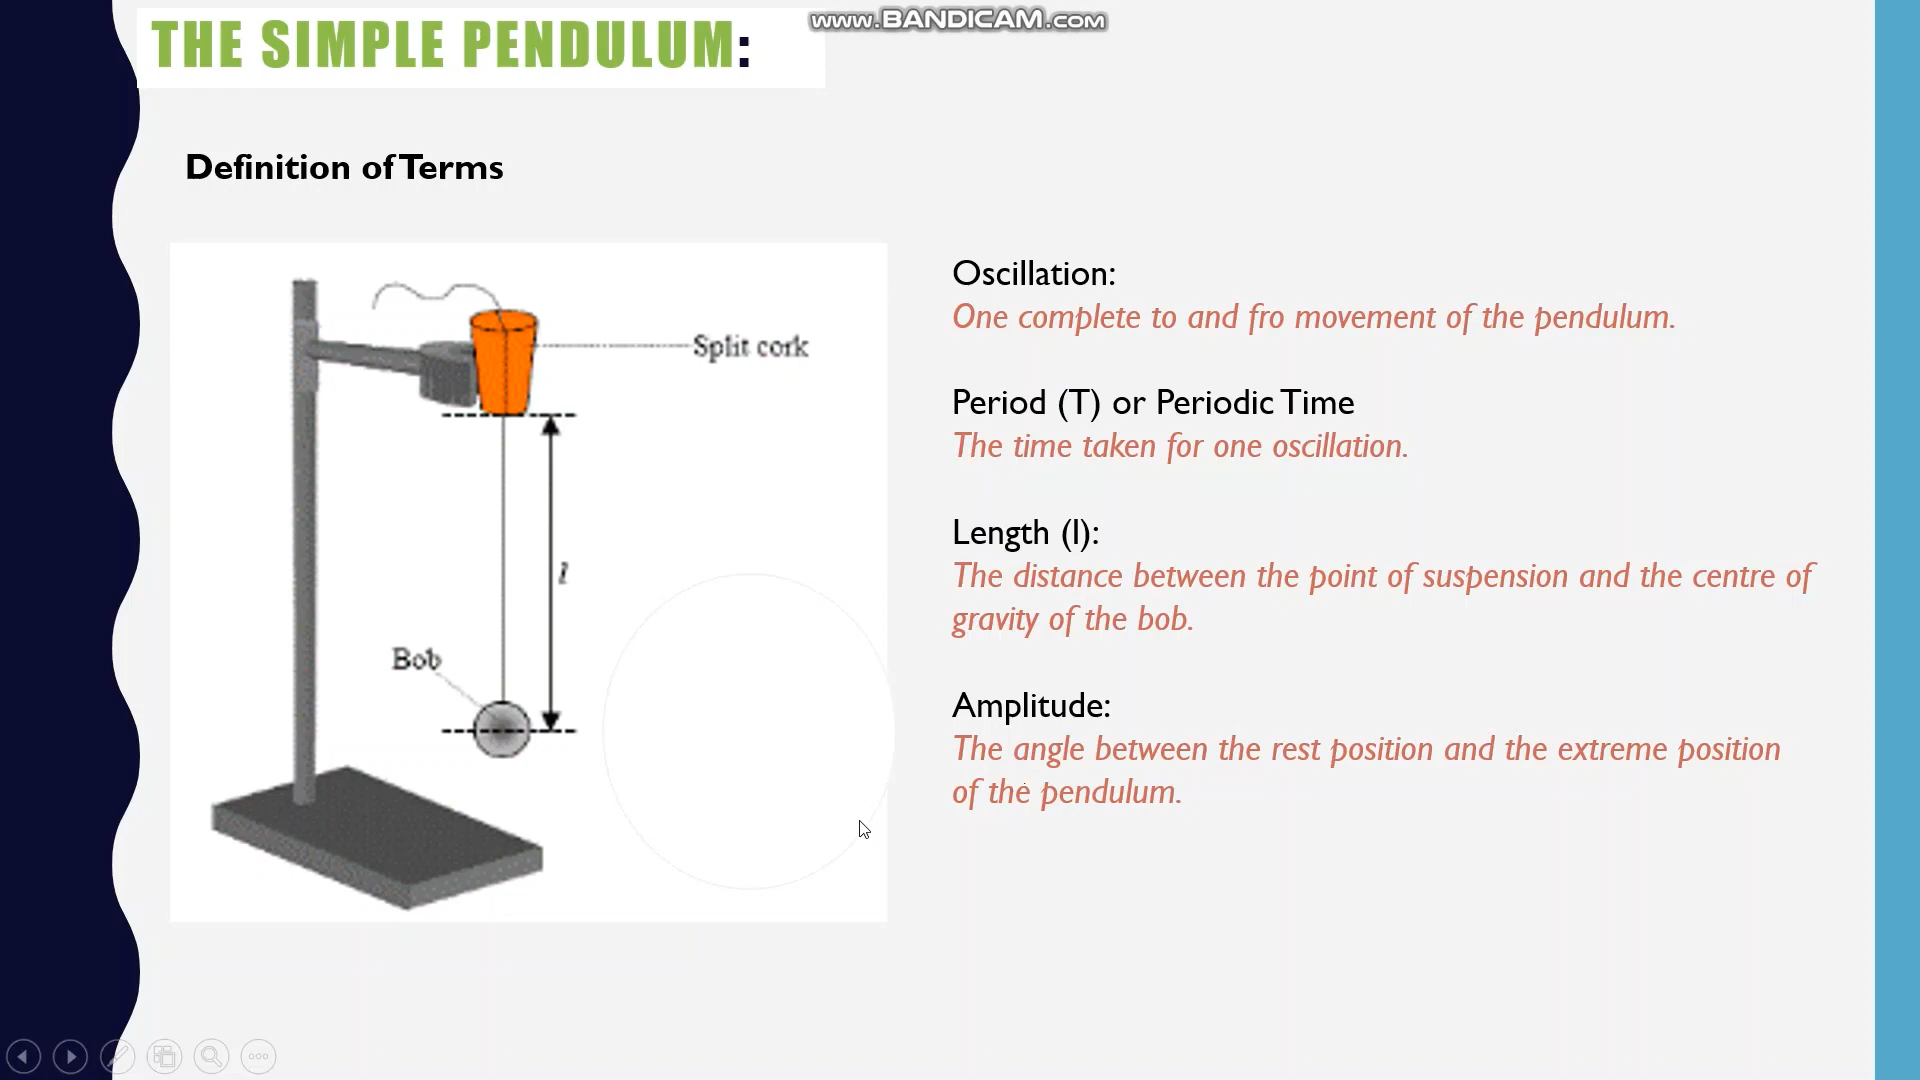 THE SIMPLE PENDULUM:
www.BANDICAM.com
Definition of Terms
Split cork
l
Bob
Oscillation:
One complete to and fro movement of the pendulum.
Period (T) or Periodic Time
The time taken for one oscillation.
Length (l):
The distance between the point of suspension and the centre of
gravity of the bob.
Amplitude:
The angle between the rest position and the extreme position
of the pendulum.